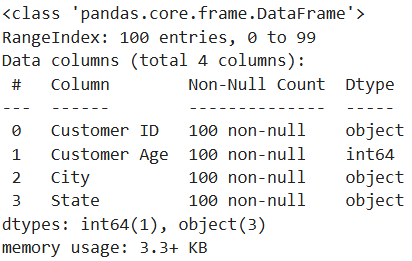 <class 'pandas.core.frame.DataFrame'>
RangeIndex: 100 entries, 0 to 99
Data columns (total 4 columns):
 #   Column        Non-Null Count  Dtype
---  ------        --------------  -----
 0   Customer ID   100 non-null    object
 1   Customer Age  100 non-null    int64
 2   City          100 non-null    object
 3   State         100 non-null    object
dtypes: int64(1), object(3)
memory usage: 3.3+ KB